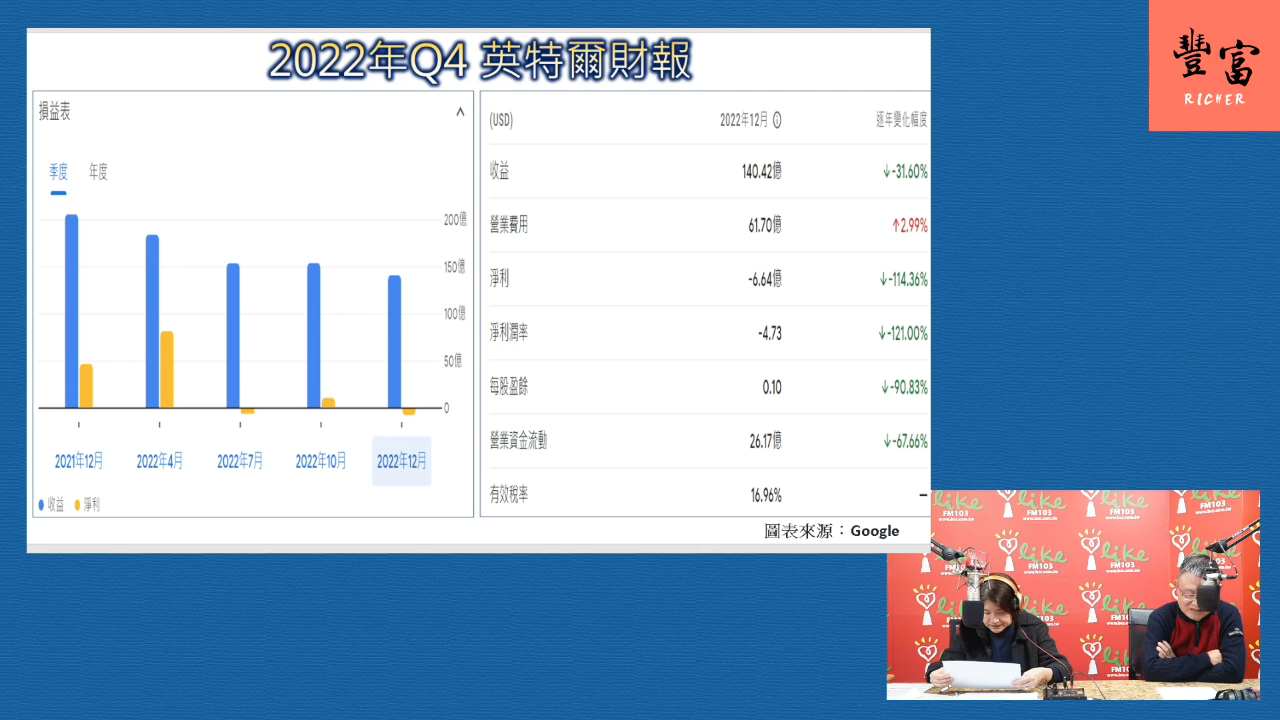 2022年Q4 英特爾財報
豐富
RICHER
損益表
季度 年度
200億
150億
100億
50億
0
2021年12月 2022年4月 2022年7月 2022年10月 2022年12月
收益 淨利
(USD) 2022年12月 逐年變化幅度
收益 140.42億 ↓-31.60%
營業費用 61.70億 ↑2.99%
淨利 -6.64億 ↓-114.36%
淨利潤率 -4.73 ↓-121.00%
每股盈餘 0.10 ↓-90.83%
營業資金流動 26.17億 ↓-67.66%
有效稅率 16.96% —
圖表來源：Google
like
FM103
like
FM103
www.bcc.com.tw